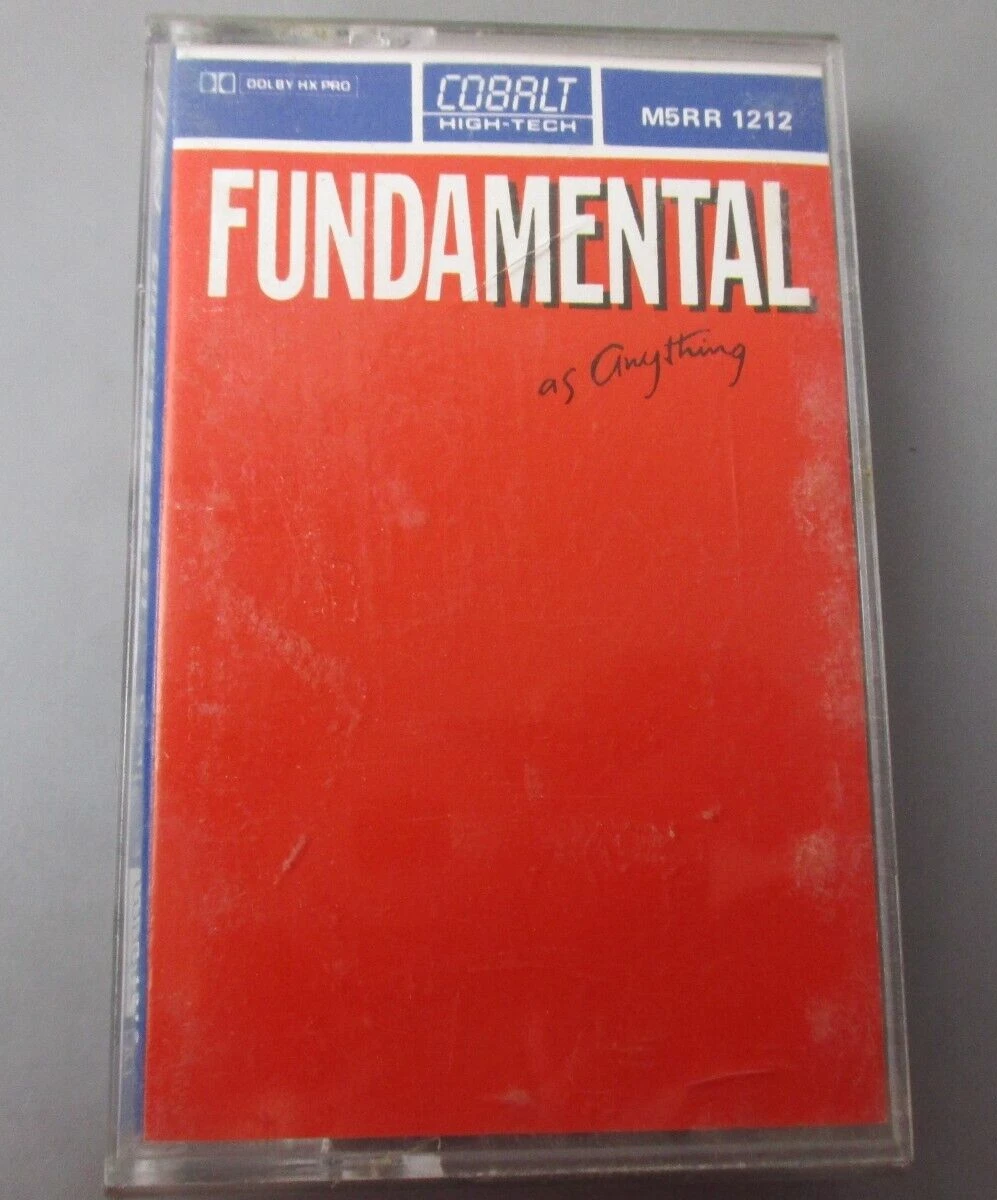 DOLBY HX PRO
COBALT
HIGH-TECH
M5RR 1212
FUNDAMENTAL
as Anything